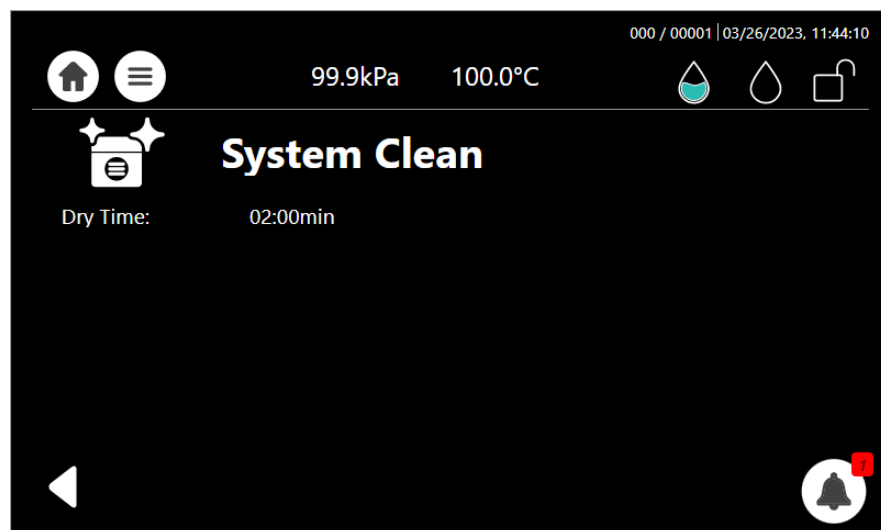 000 / 00001 | 03/26/2023, 11:44:10
99.9kPa 100.0°C
System Clean
Dry Time: 02:00min
1